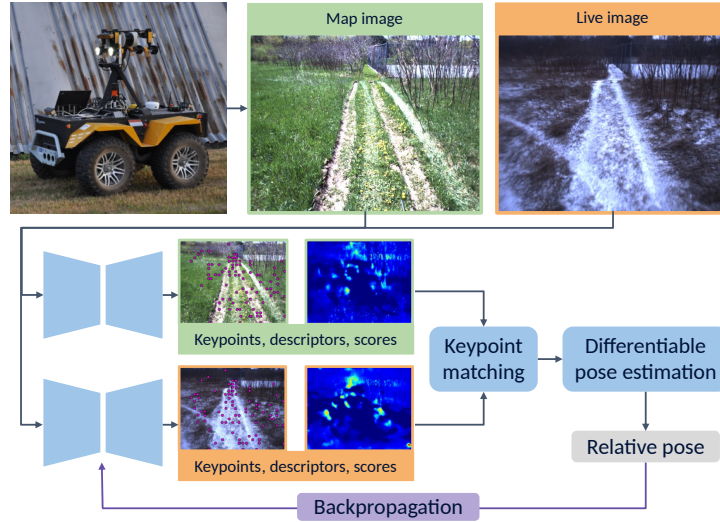 Map image
Live image
Keypoints, descriptors, scores
Keypoint
matching
Differentiable
pose estimation
Keypoints, descriptors, scores
Relative pose
Backpropagation